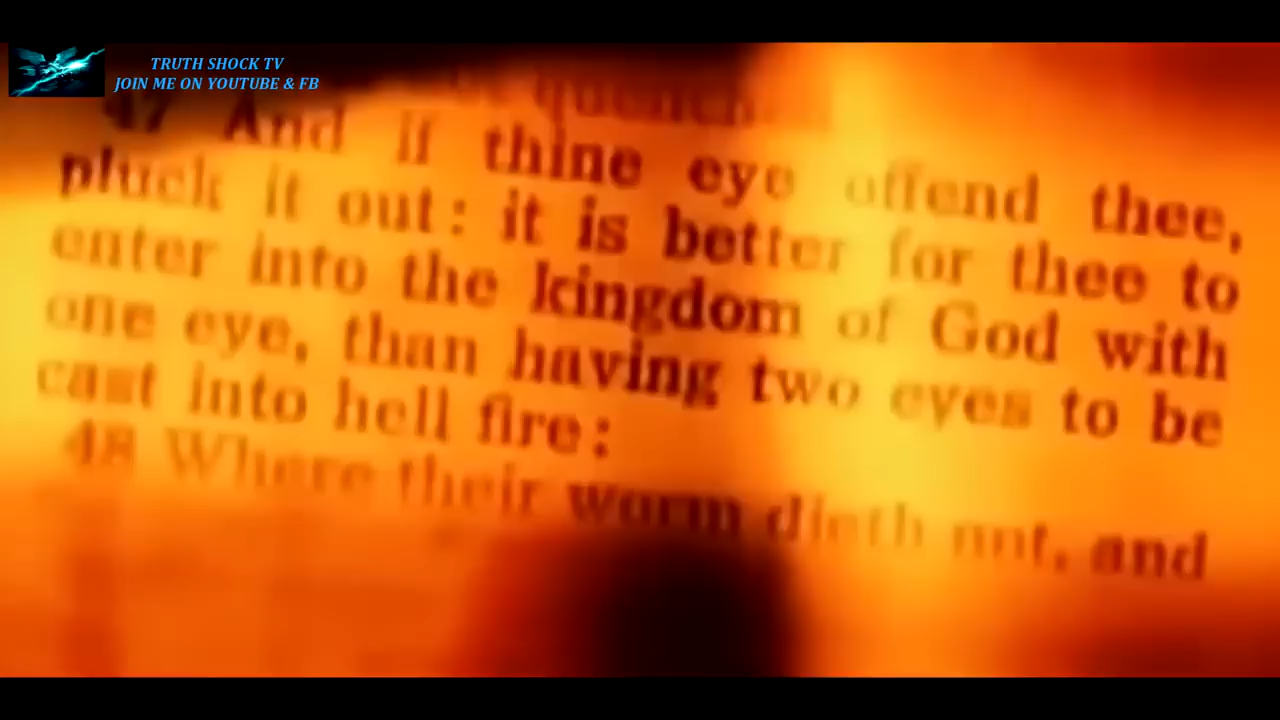 TRUTH SHOCK TV
JOIN ME ON YOUTUBE & FB
quench
47 And if thine eye offend thee,
pluck it out: it is better for thee to
enter into the kingdom of God with
one eye, than having two eyes to be
cast into hell fire:
48 Where their worm dieth not, and